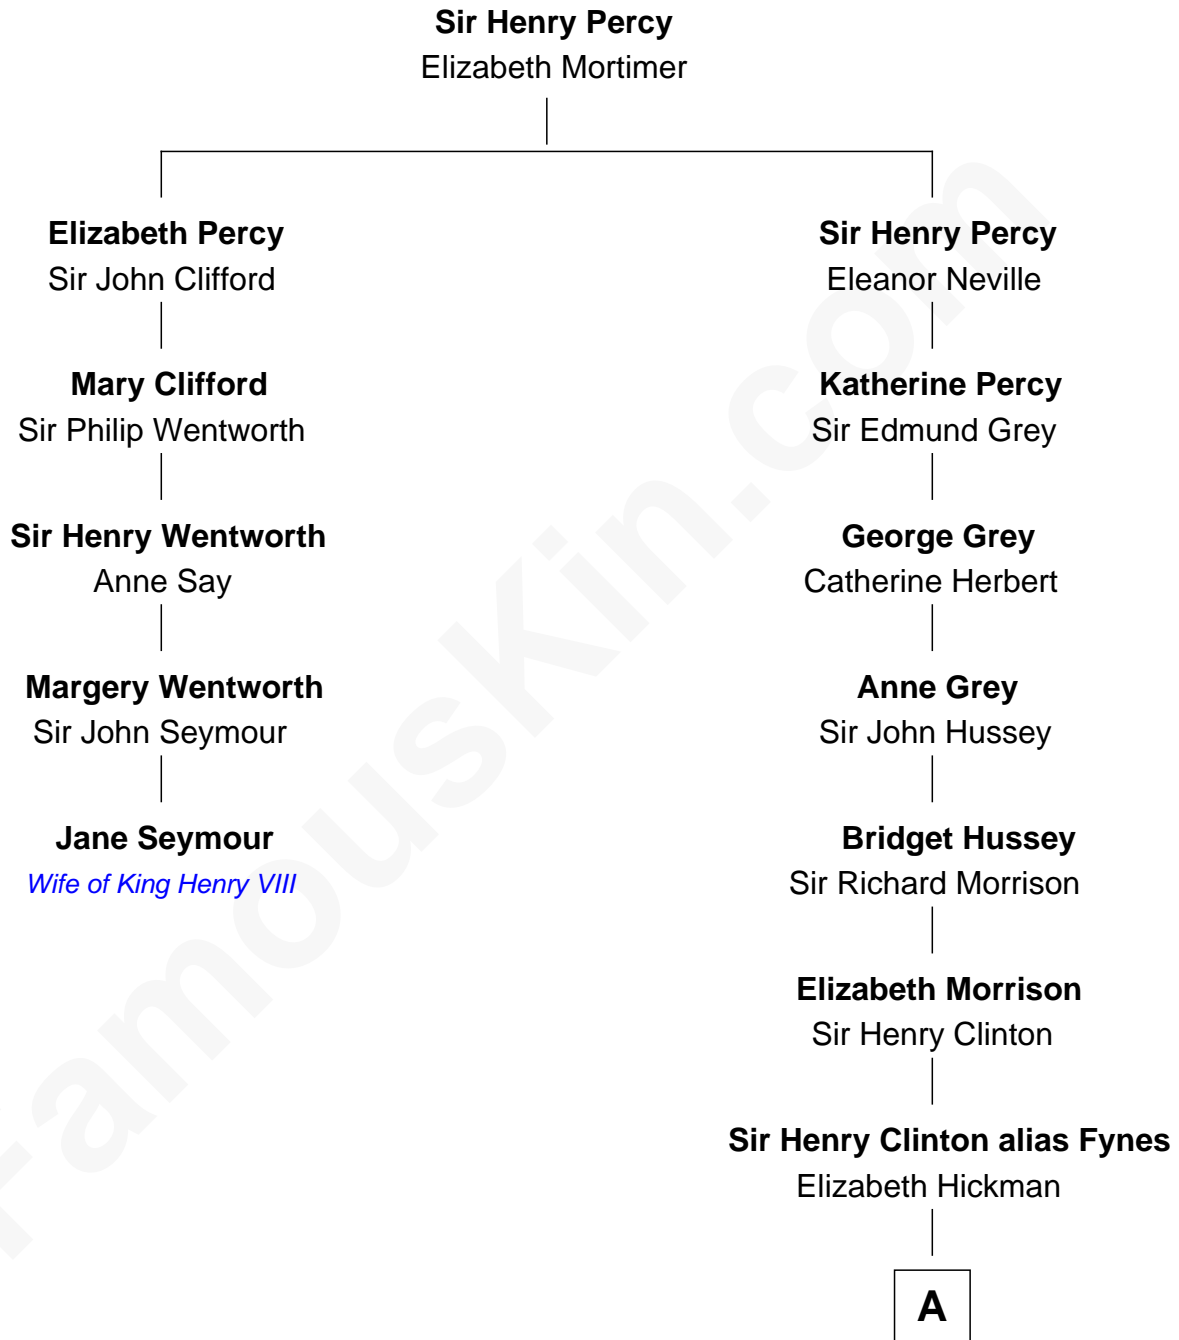 Sir Henry Percy
Elizabeth Mortimer
Elizabeth Percy
Sir John Clifford
Mary Clifford
Sir Philip Wentworth
Sir Henry Wentworth
Anne Say
Margery Wentworth
Sir John Seymour
Jane Seymour
Wife of King Henry VIII
Sir Henry Percy
Eleanor Neville
Katherine Percy
Sir Edmund Grey
George Grey
Catherine Herbert
Anne Grey
Sir John Hussey
Bridget Hussey
Sir Richard Morrison
Elizabeth Morrison
Sir Henry Clinton
Sir Henry Clinton alias Fynes
Elizabeth Hickman
A
FamousKin.com